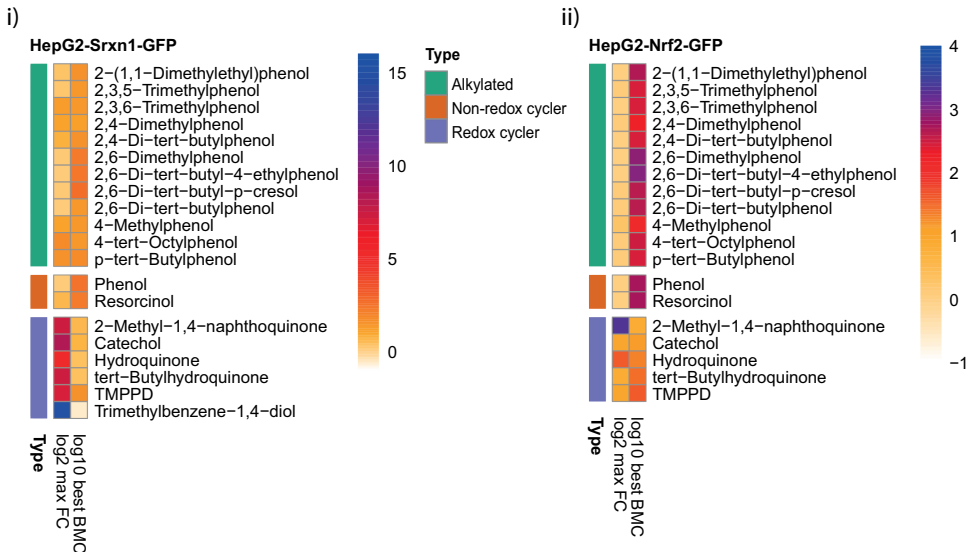 i)
HepG2-Srxn1-GFP
2−(1,1−Dimethylethyl)phenol
2,3,5−Trimethylphenol
2,3,6−Trimethylphenol
2,4−Dimethylphenol
2,4−Di−tert−butylphenol
2,6−Dimethylphenol
2,6−Di−tert−butyl−4−ethylphenol
2,6−Di−tert−butyl−p−cresol
2,6−Di−tert−butylphenol
4−Methylphenol
4−tert−Octylphenol
p−tert−Butylphenol
Phenol
Resorcinol
2−Methyl−1,4−naphthoquinone
Catechol
Hydroquinone
tert−Butylhydroquinone
TMPPD
Trimethylbenzene−1,4−diol
Type
log2 max FC
log10 best BMC
15
10
5
0
Type
Alkylated
Non−redox cycler
Redox cycler
ii)
HepG2-Nrf2-GFP
2−(1,1−Dimethylethyl)phenol
2,3,5−Trimethylphenol
2,3,6−Trimethylphenol
2,4−Dimethylphenol
2,4−Di−tert−butylphenol
2,6−Dimethylphenol
2,6−Di−tert−butyl−4−ethylphenol
2,6−Di−tert−butyl−p−cresol
2,6−Di−tert−butylphenol
4−Methylphenol
4−tert−Octylphenol
p−tert−Butylphenol
Phenol
Resorcinol
2−Methyl−1,4−naphthoquinone
Catechol
Hydroquinone
tert−Butylhydroquinone
TMPPD
Type
log2 max FC
log10 best BMC
4
3
2
1
0
−1